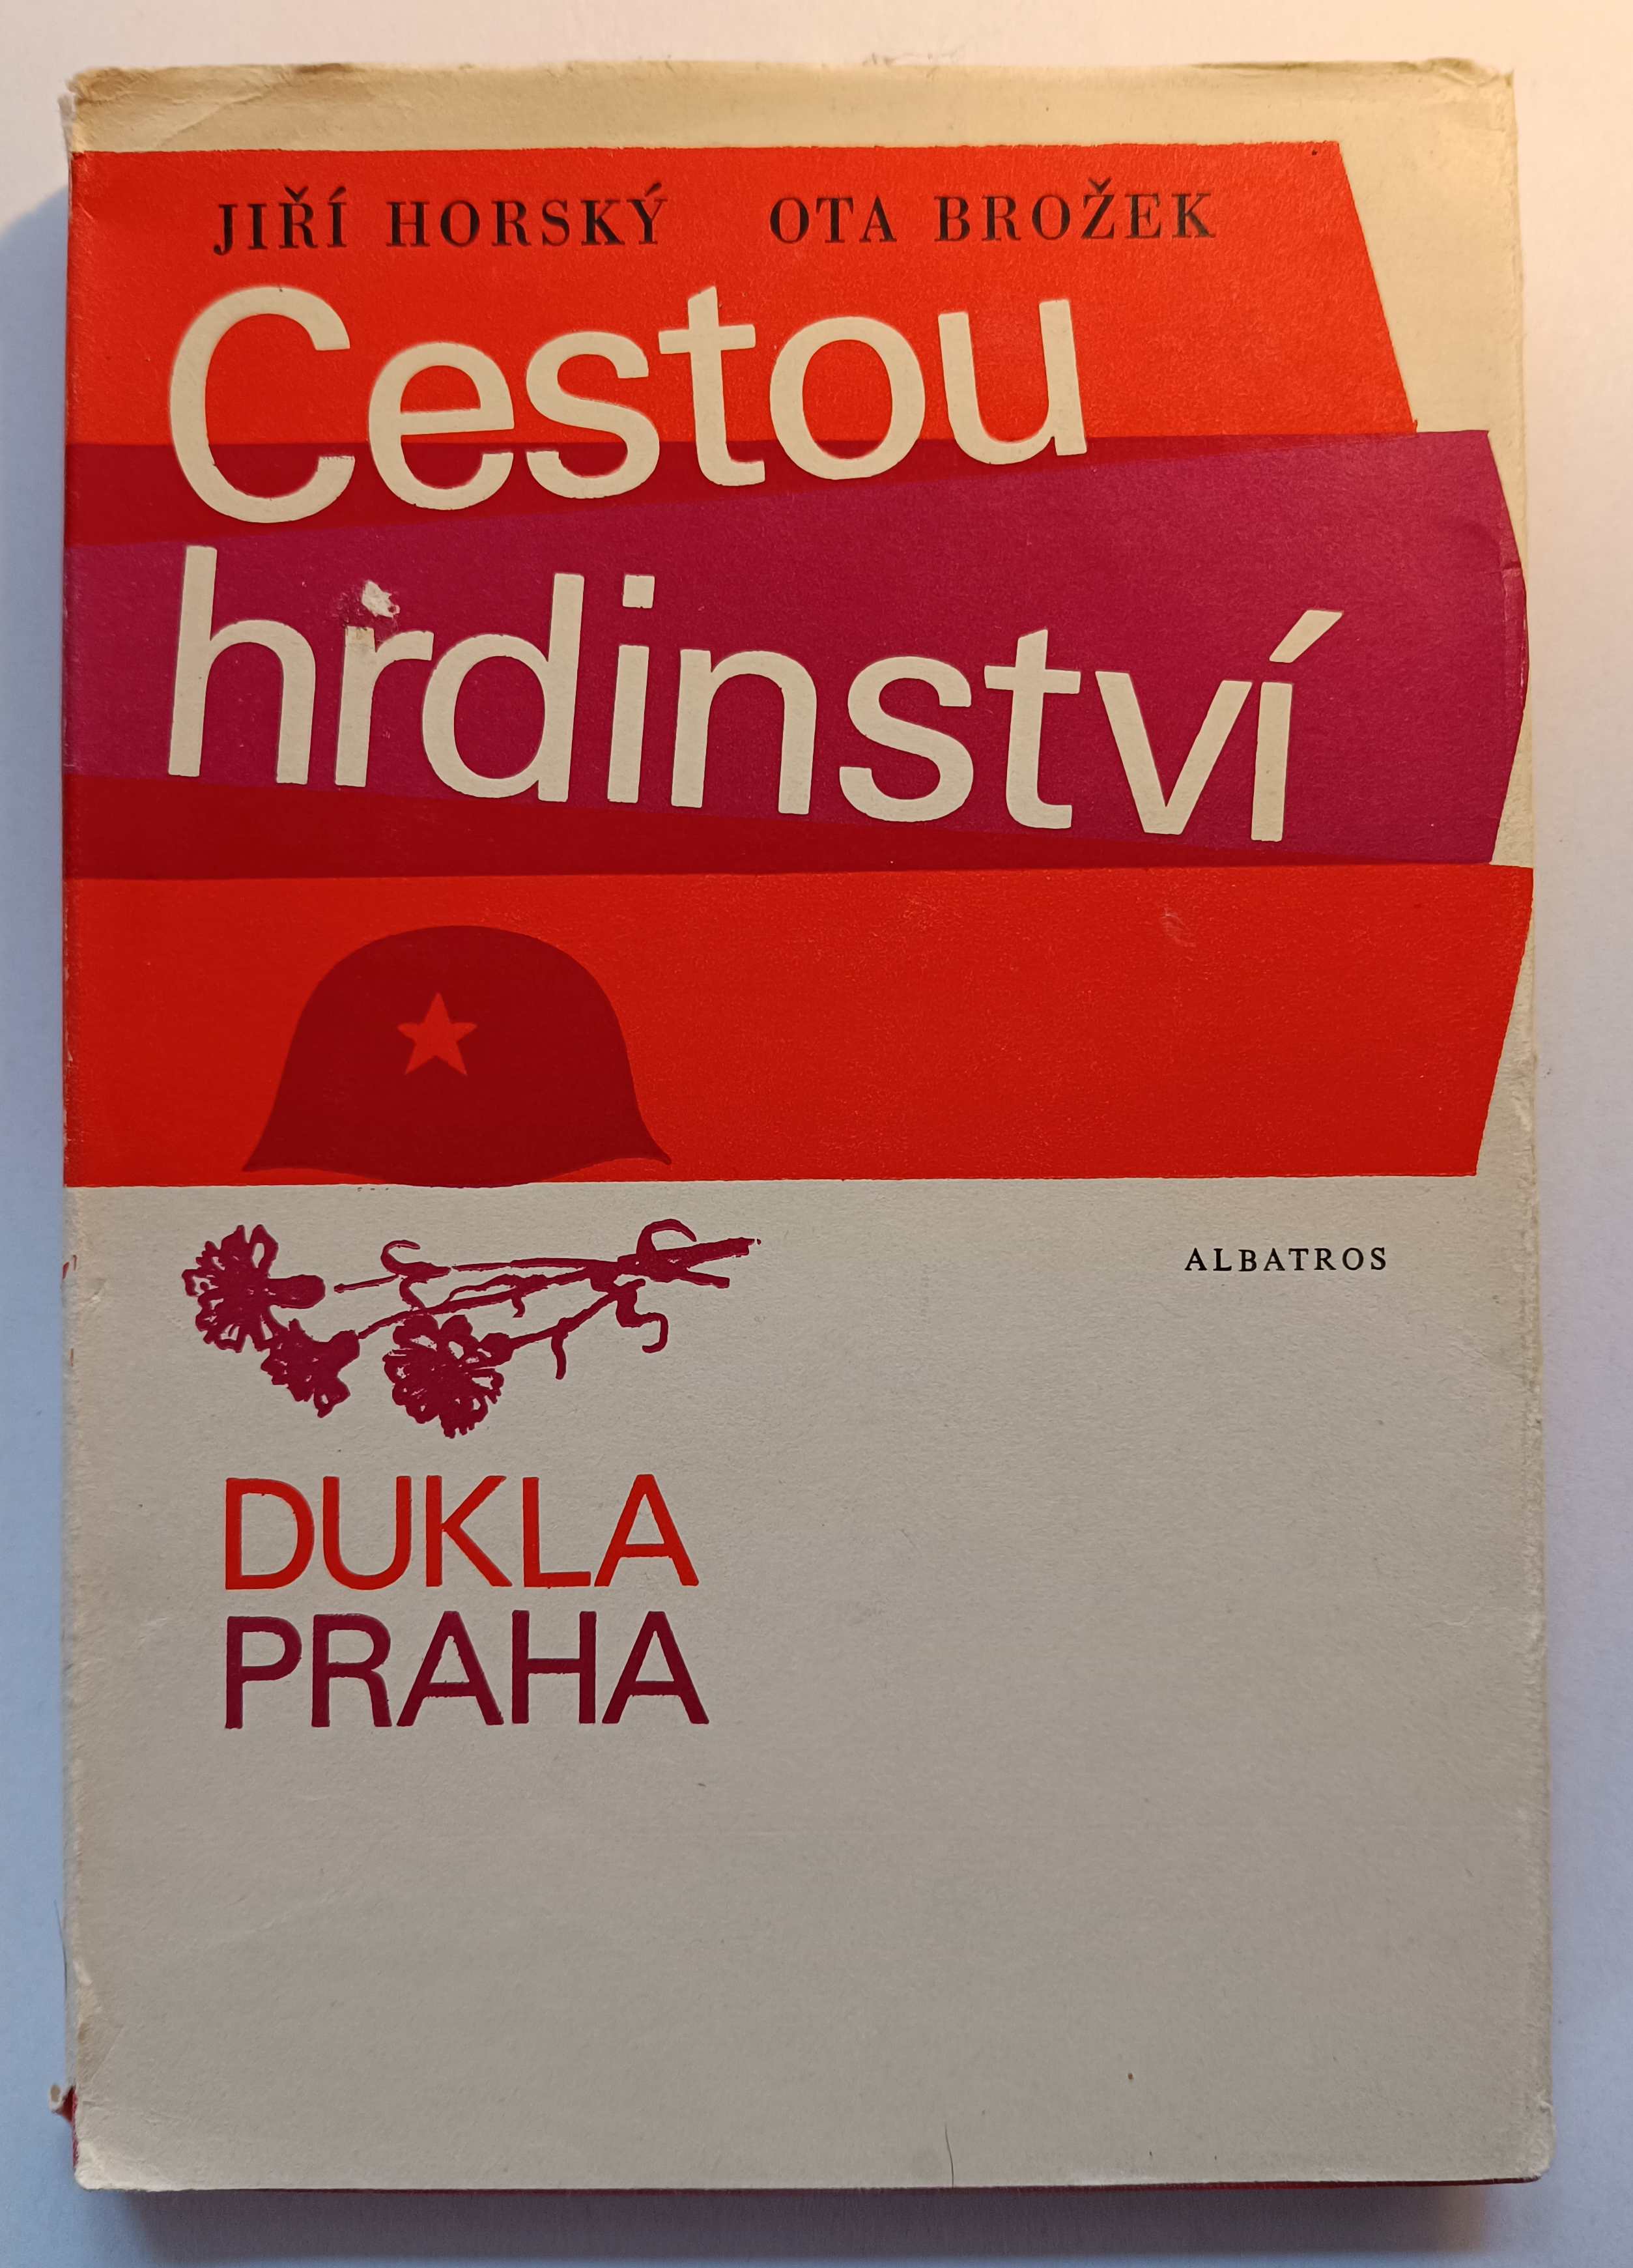 JIŘÍ HORSKÝ OTA BROŽEK
Cestou
hrdinství
ALBATROS
DUKLA
PRAHA